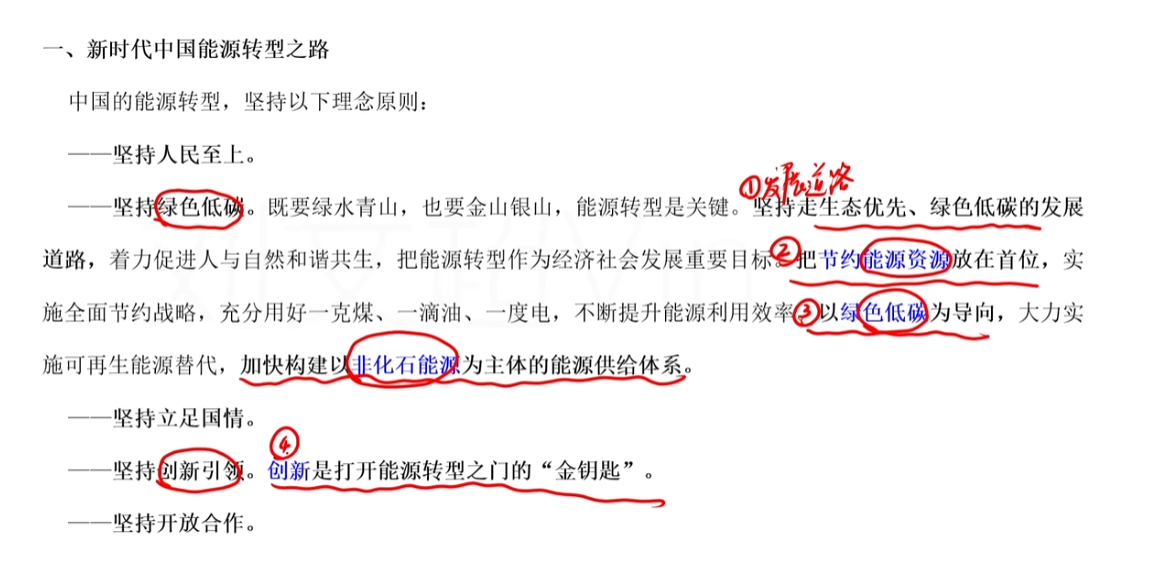 一、新时代中国能源转型之路
中国的能源转型，坚持以下理念原则：
——坚持人民至上。
①发展道路
——坚持绿色低碳。既要绿水青山，也要金山银山，能源转型是关键。坚持走生态优先、绿色低碳的发展
道路，着力促进人与自然和谐共生，把能源转型作为经济社会发展重要目标。②把节约能源资源放在首位，实
施全面节约战略，充分用好一克煤、一滴油、一度电，不断提升能源利用效率③以绿色低碳为导向，大力实
施可再生能源替代，加快构建以非化石能源为主体的能源供给体系。
——坚持立足国情。
④
——坚持创新引领。创新是打开能源转型之门的“金钥匙”。
——坚持开放合作。